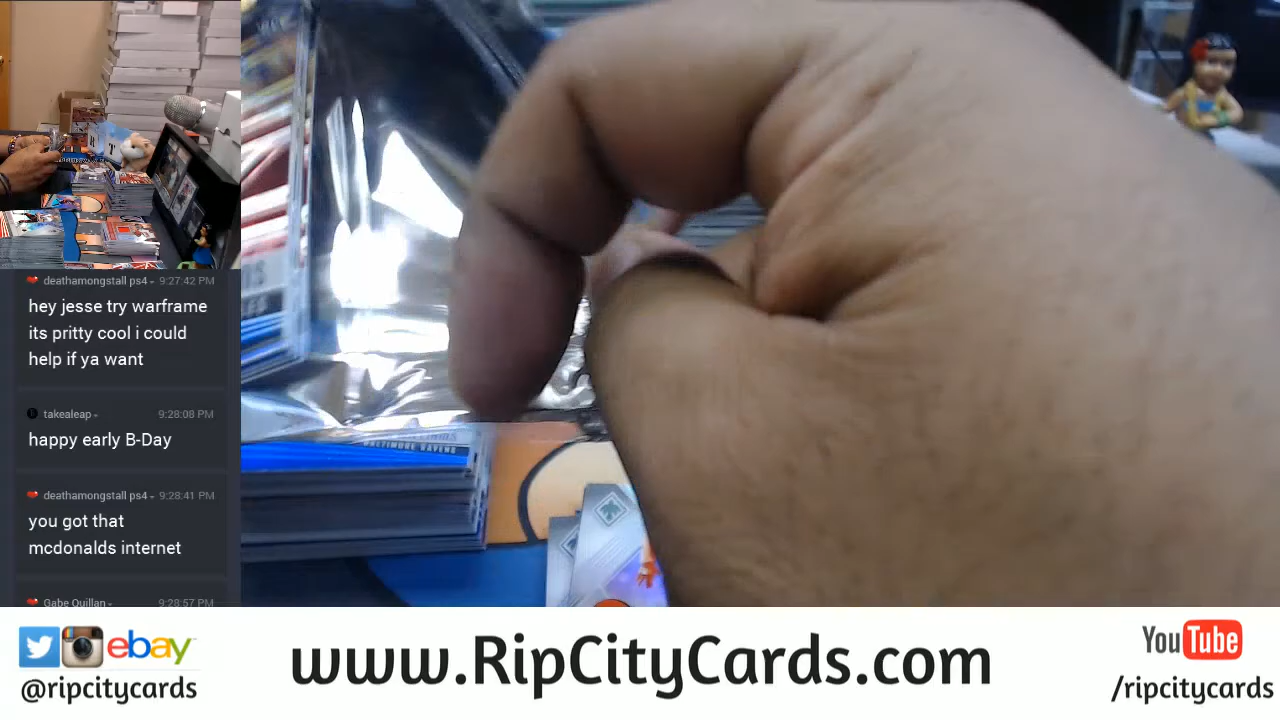 deathamongstall ps4 9:27:42 PM
hey jesse try warframe
its pritty cool i could
help if ya want
takealeap 9:28:08 PM
happy early B-Day
deathamongstall ps4 9:28:41 PM
you got that
mcdonalds internet
Gabe Quillan 9:28:57 PM
BALTIMORE RAVENS
ebay
@ripcitycards
www.RipCityCards.com
YouTube
/ripcitycards